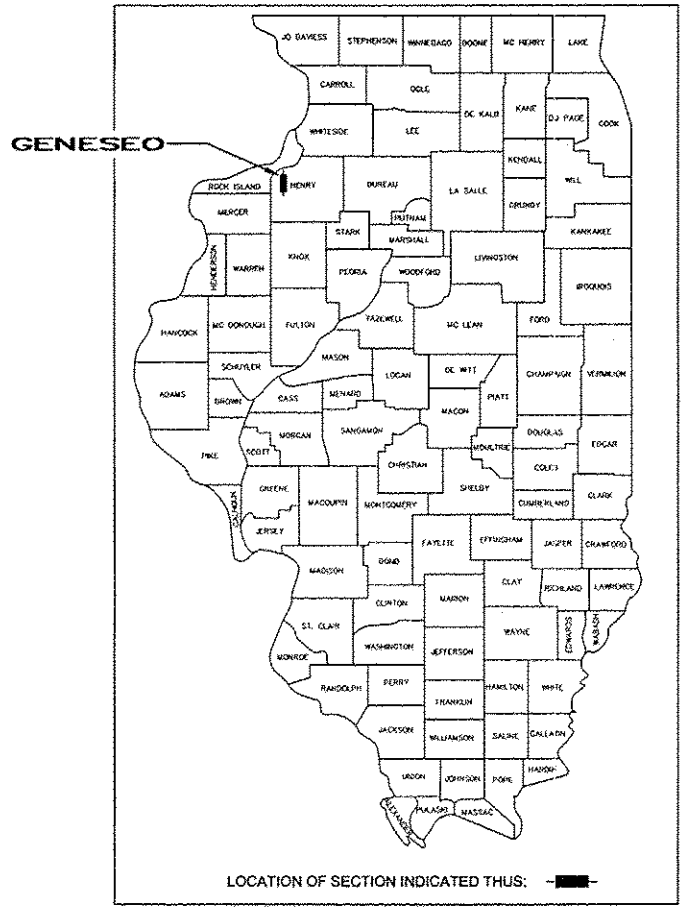 JO DAVIESS
STEPHENSON
WINNEBAGO
BOONE
MC HENRY
LAKE
CARROLL
OGLE
DE KALB
KANE
DU PAGE
COOK
WHITESIDE
LEE
GENESEO
KENDALL
WILL
ROCK ISLAND
HENRY
BUREAU
LA SALLE
GRUNDY
MERCER
PUTNAM
KANKAKEE
STARK
MARSHALL
HENDERSON
WARREN
KNOX
PEORIA
WOODFORD
LIVINGSTON
IROQUOIS
HANCOCK
MC DONOUGH
FULTON
TAZEWELL
MC LEAN
FORD
MASON
SCHUYLER
LOGAN
DE WITT
CHAMPAIGN
VERMILION
ADAMS
BROWN
CASS
MENARD
PIATT
MACON
MORGAN
SANGAMON
DOUGLAS
PIKE
SCOTT
MOULTRIE
EDGAR
CHRISTIAN
COLES
SHELBY
GREENE
MACOUPIN
MONTGOMERY
CUMBERLAND
CLARK
CALHOUN
JERSEY
FAYETTE
EFFINGHAM
JASPER
CRAWFORD
BOND
MADISON
CLAY
RICHLAND
LAWRENCE
CLINTON
MARION
ST. CLAIR
WAYNE
EDWARDS
WABASH
WASHINGTON
JEFFERSON
MONROE
RANDOLPH
PERRY
HAMILTON
WHITE
FRANKLIN
JACKSON
WILLIAMSON
SALINE
GALLATIN
UNION
JOHNSON
POPE
HARDIN
ALEXANDER
PULASKI
MASSAC
LOCATION OF SECTION INDICATED THUS: